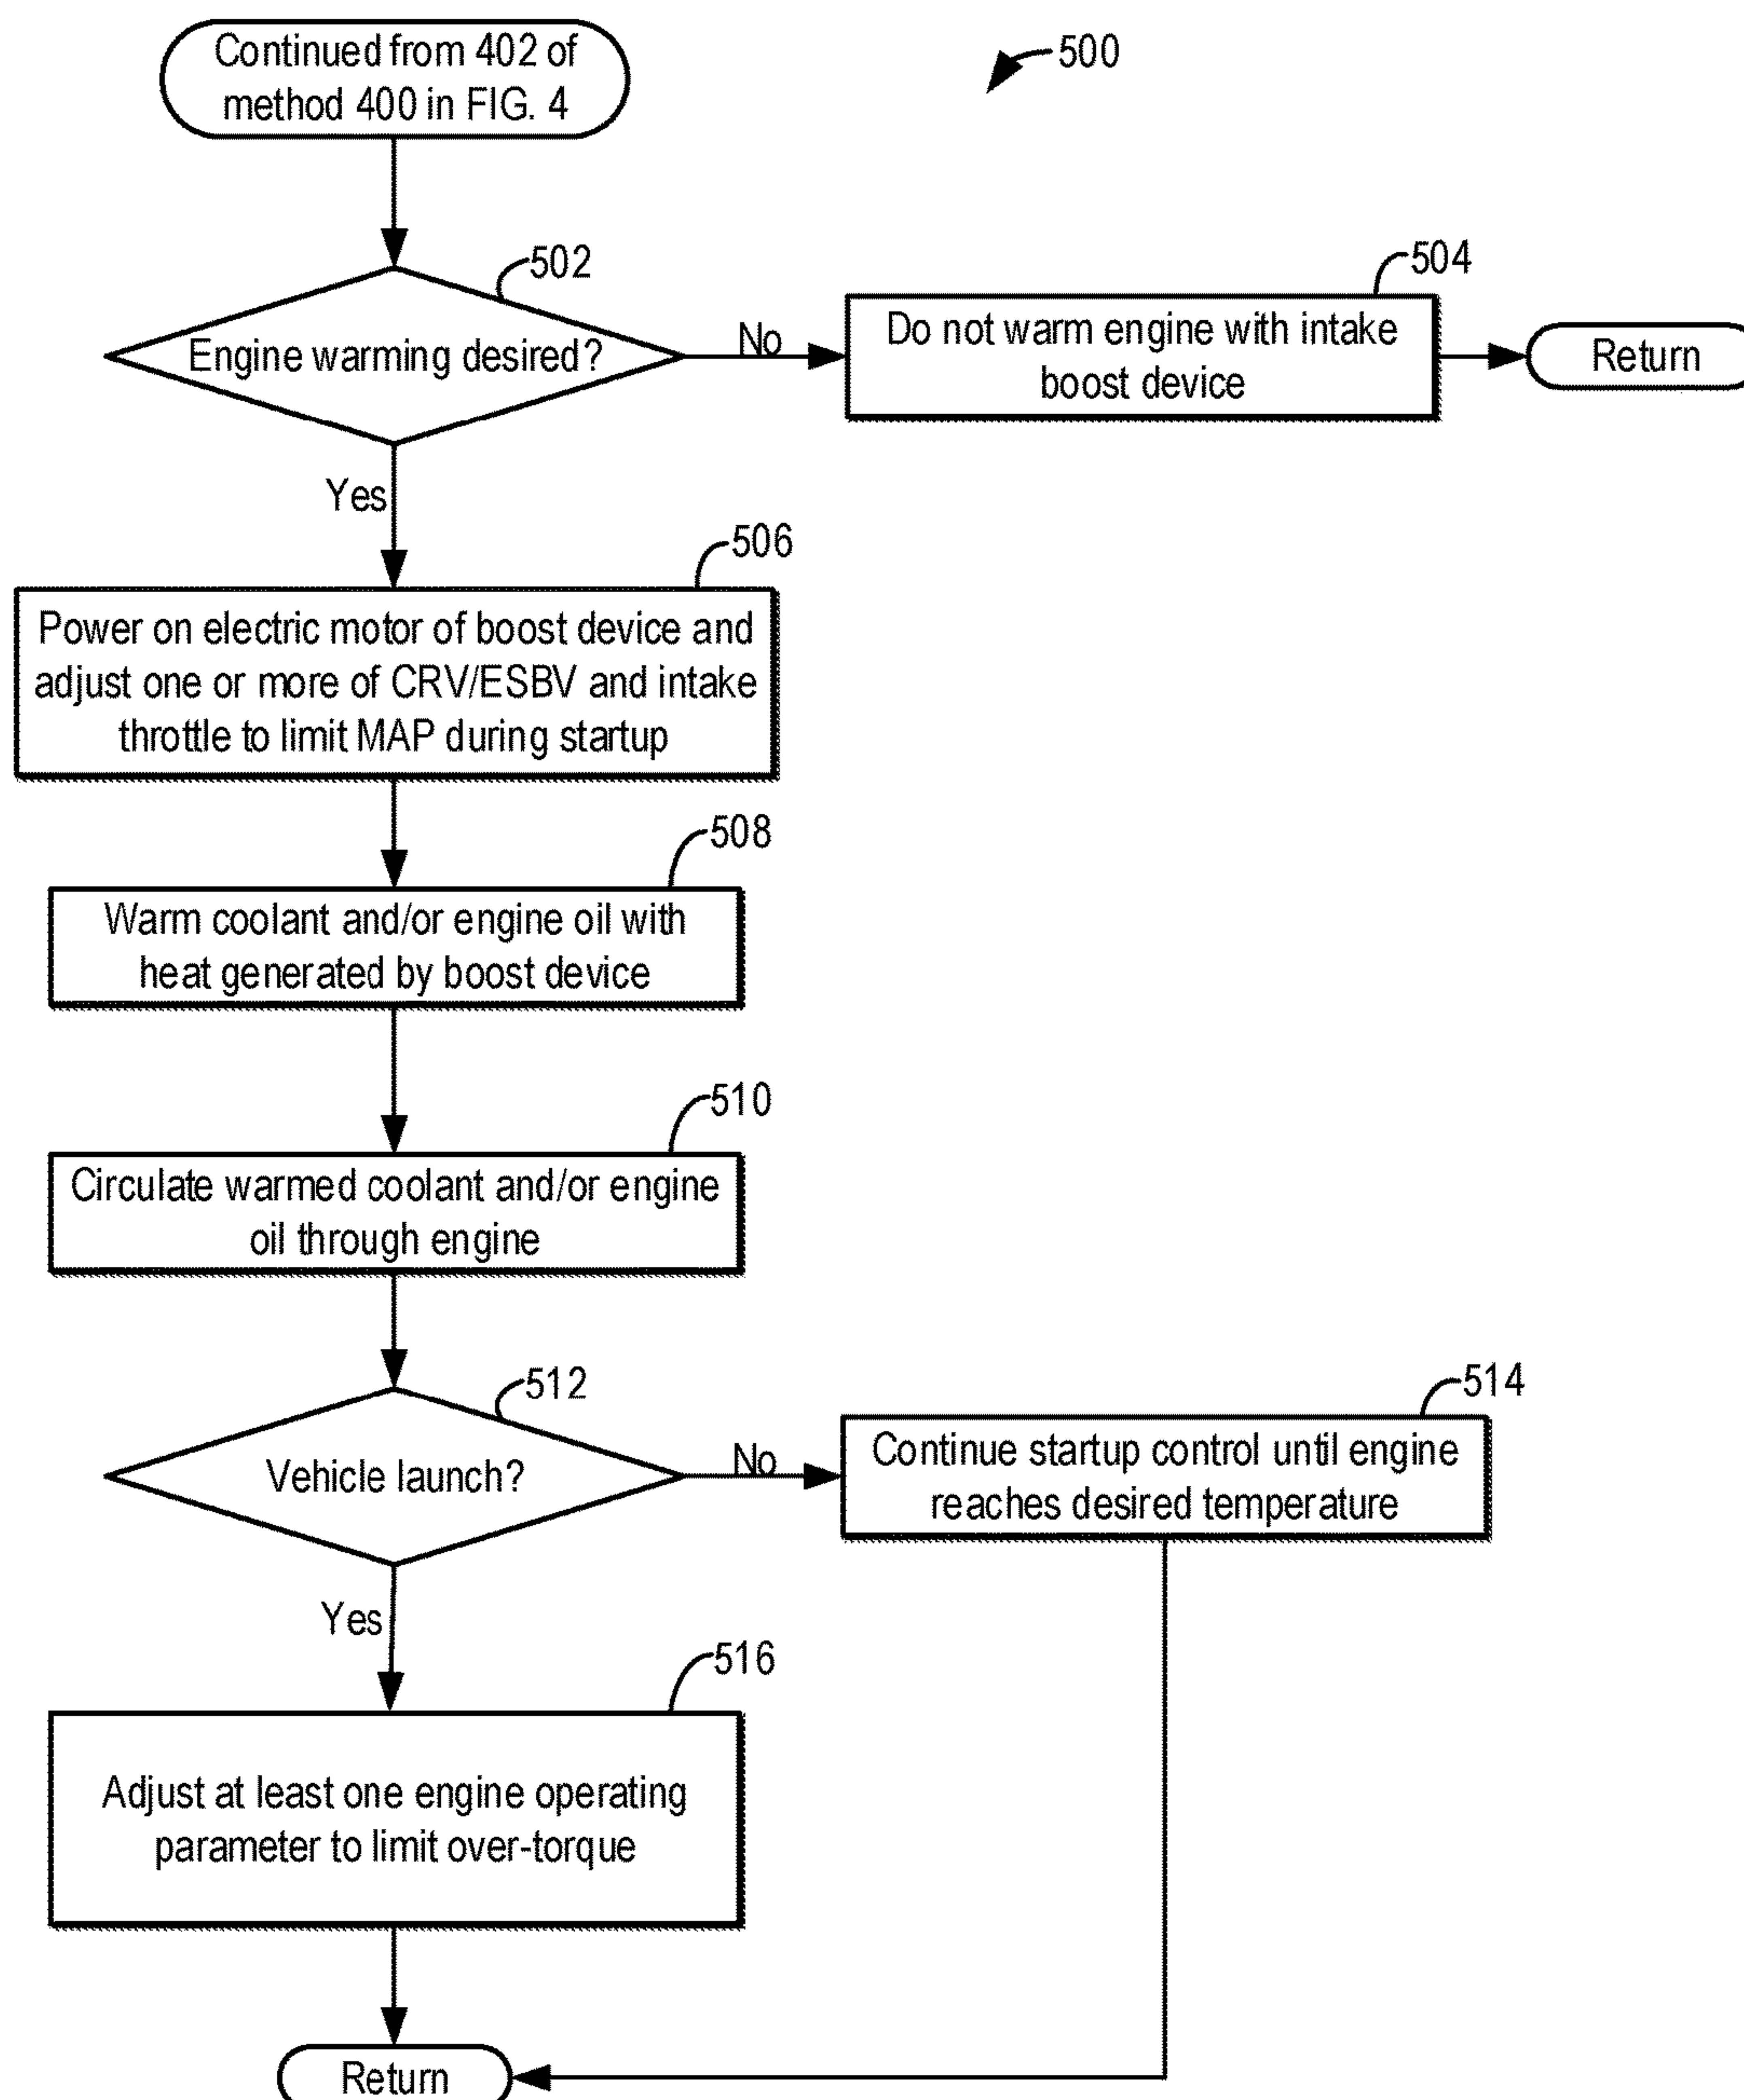 Continued from 402 of
method 400 in FIG. 4
500
502
Engine warming desired?
No
504
Do not warm engine with intake
boost device
Return
Yes
506
Power on electric motor of boost device and
adjust one or more of CRV/ESBV and intake
throttle to limit MAP during startup
508
Warm coolant and/or engine oil with
heat generated by boost device
510
Circulate warmed coolant and/or engine
oil through engine
512
Vehicle launch?
No
514
Continue startup control until engine
reaches desired temperature
Yes
516
Adjust at least one engine operating
parameter to limit over-torque
Return